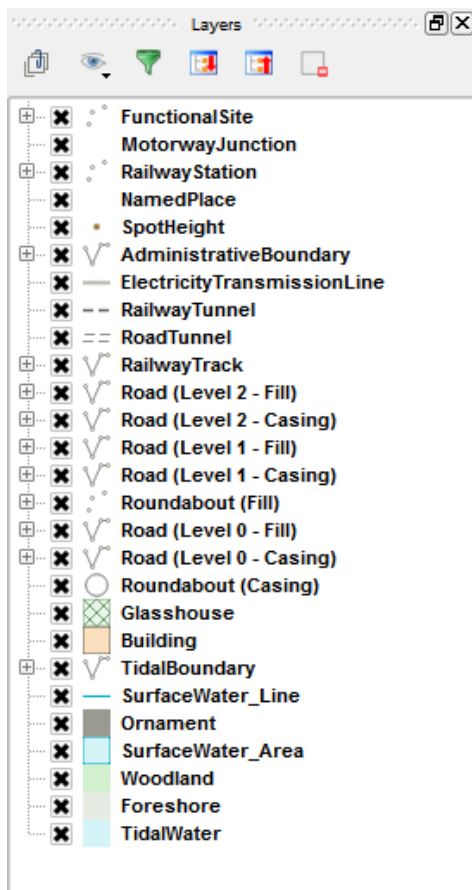 Layers
FunctionalSite
MotorwayJunction
RailwayStation
NamedPlace
SpotHeight
AdministrativeBoundary
ElectricityTransmissionLine
RailwayTunnel
RoadTunnel
RailwayTrack
Road (Level 2 - Fill)
Road (Level 2 - Casing)
Road (Level 1 - Fill)
Road (Level 1 - Casing)
Roundabout (Fill)
Road (Level 0 - Fill)
Road (Level 0 - Casing)
Roundabout (Casing)
Glasshouse
Building
TidalBoundary
SurfaceWater_Line
Ornament
SurfaceWater_Area
Woodland
Foreshore
TidalWater